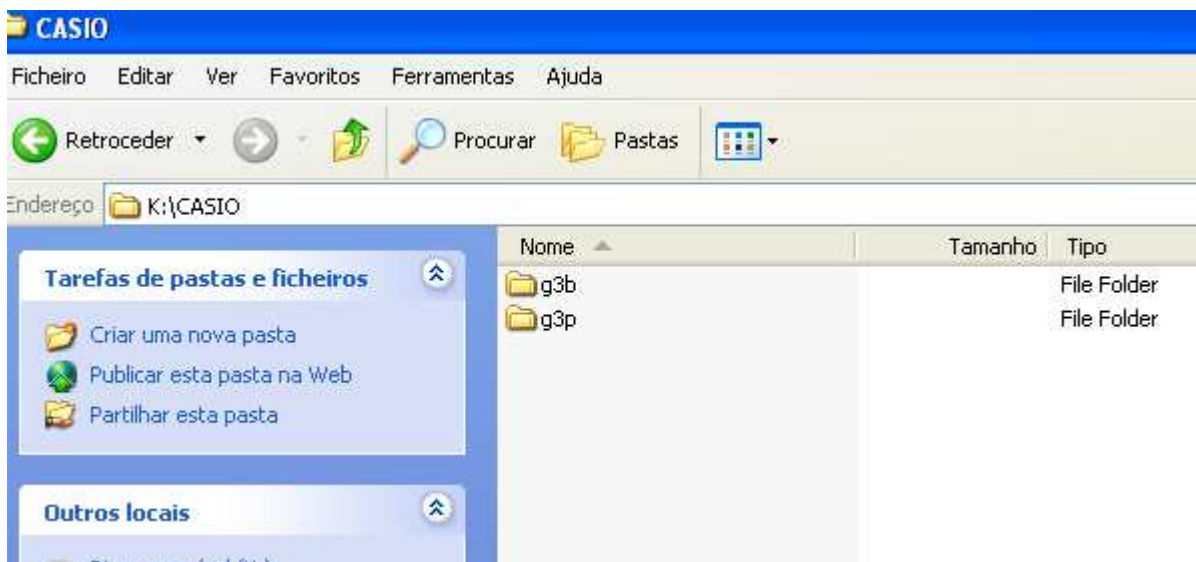 CASIO
Ficheiro Editar Ver Favoritos Ferramentas Ajuda
Retroceder Procurar Pastas
Endereço K:\CASIO
Nome Tamanho Tipo
g3b File Folder
g3p File Folder
Tarefas de pastas e ficheiros
Criar uma nova pasta
Publicar esta pasta na Web
Partilhar esta pasta
Outros locais